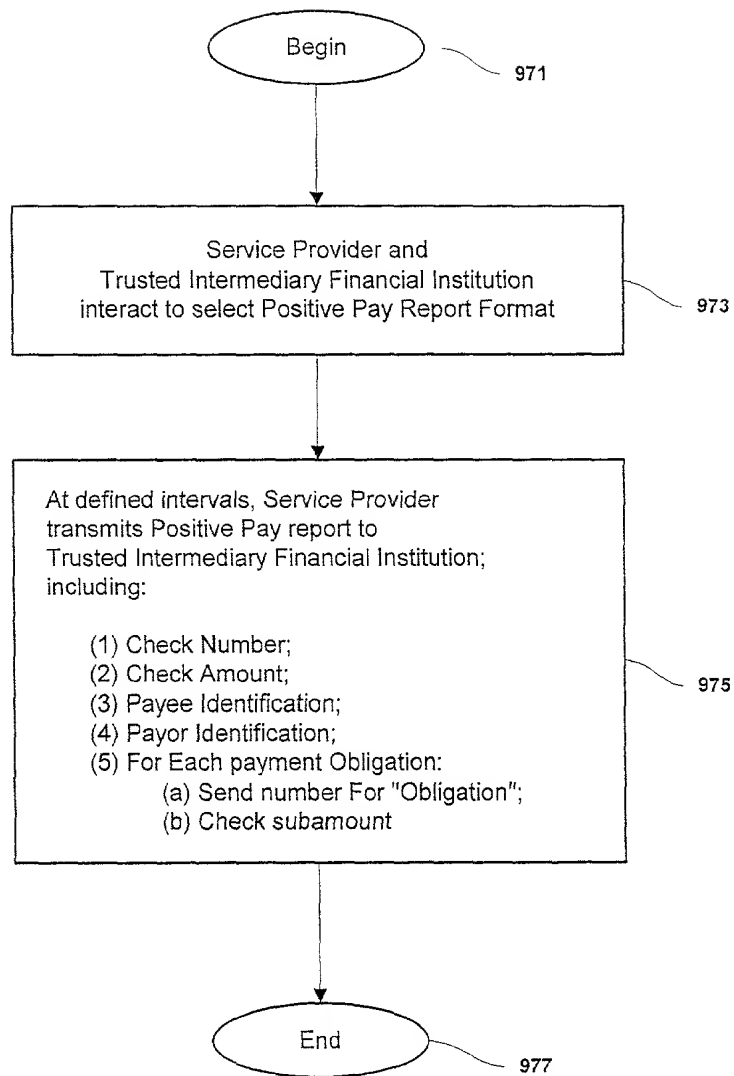 Begin
971
Service Provider and
Trusted Intermediary Financial Institution
interact to select Positive Pay Report Format
973
At defined intervals, Service Provider
transmits Positive Pay report to
Trusted Intermediary Financial Institution;
including:
(1) Check Number;
(2) Check Amount;
(3) Payee Identification;
(4) Payor Identification;
(5) For Each payment Obligation:
(a) Send number For "Obligation";
(b) Check subamount
975
End
977